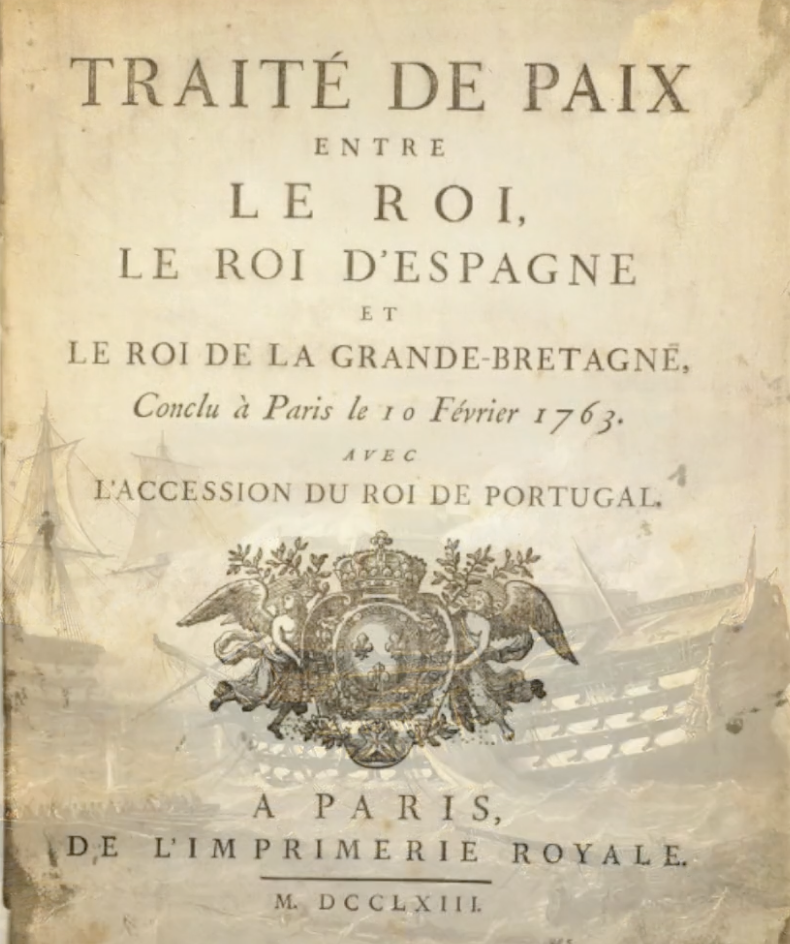 TRAITÉ DE PAIX
ENTRE
LE ROI,
LE ROI D'ESPAGNE
ET
LE ROI DE LA GRANDE-BRETAGNE,
Conclu à Paris le 10 Février 1763.
AVEC
L'ACCESSION DU ROI DE PORTUGAL.
A PARIS,
DE L'IMPRIMERIE ROYALE.
M. DCCLXIII.